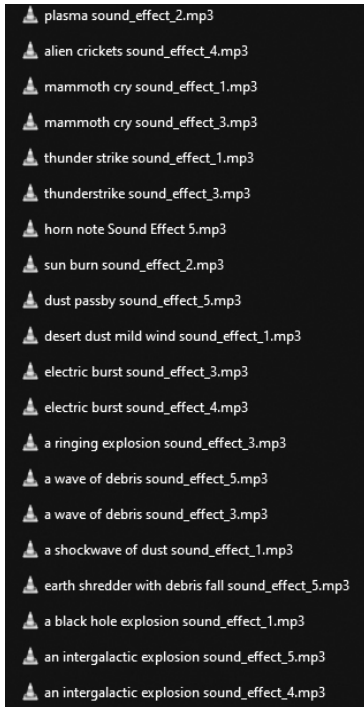 plasma sound_effect_2.mp3
alien crickets sound_effect_4.mp3
mammoth cry sound_effect_1.mp3
mammoth cry sound_effect_3.mp3
thunder strike sound_effect_1.mp3
thunderstrike sound_effect_3.mp3
horn note Sound Effect 5.mp3
sun burn sound_effect_2.mp3
dust passby sound_effect_5.mp3
desert dust mild wind sound_effect_1.mp3
electric burst sound_effect_3.mp3
electric burst sound_effect_4.mp3
a ringing explosion sound_effect_3.mp3
a wave of debris sound_effect_5.mp3
a wave of debris sound_effect_3.mp3
a shockwave of dust sound_effect_1.mp3
earth shredder with debris fall sound_effect_5.mp3
a black hole explosion sound_effect_1.mp3
an intergalactic explosion sound_effect_5.mp3
an intergalactic explosion sound_effect_4.mp3